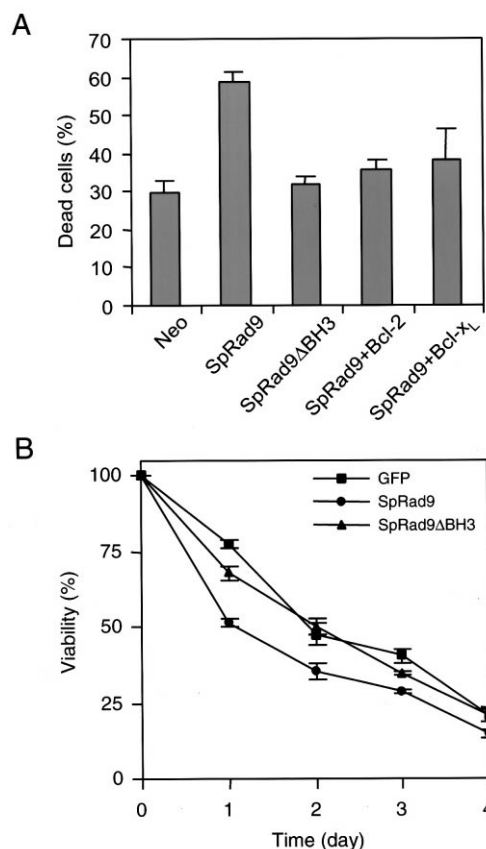 A
70
60
50
40
30
20
10
0
Dead cells (%)
Neo
SpRad9
SpRad9ΔBH3
SpRad9+Bcl-2
SpRad9+Bcl-xL
B
GFP
SpRad9
SpRad9ΔBH3
100
75
50
25
0
Viability (%)
0 1 2 3 4
Time (day)